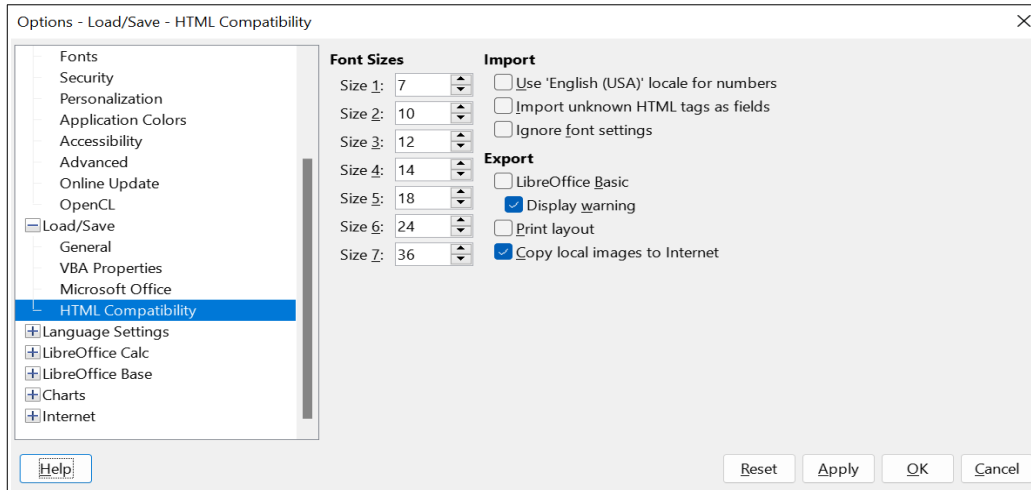 Options - Load/Save - HTML Compatibility
Fonts
Security
Personalization
Application Colors
Accessibility
Advanced
Online Update
OpenCL
Load/Save
General
VBA Properties
Microsoft Office
HTML Compatibility
Language Settings
LibreOffice Calc
LibreOffice Base
Charts
Internet
Font Sizes
Size 1: 7
Size 2: 10
Size 3: 12
Size 4: 14
Size 5: 18
Size 6: 24
Size 7: 36
Import
Use 'English (USA)' locale for numbers
Import unknown HTML tags as fields
Ignore font settings
Export
LibreOffice Basic
Display warning
Print layout
Copy local images to Internet
Help
Reset
Apply
OK
Cancel